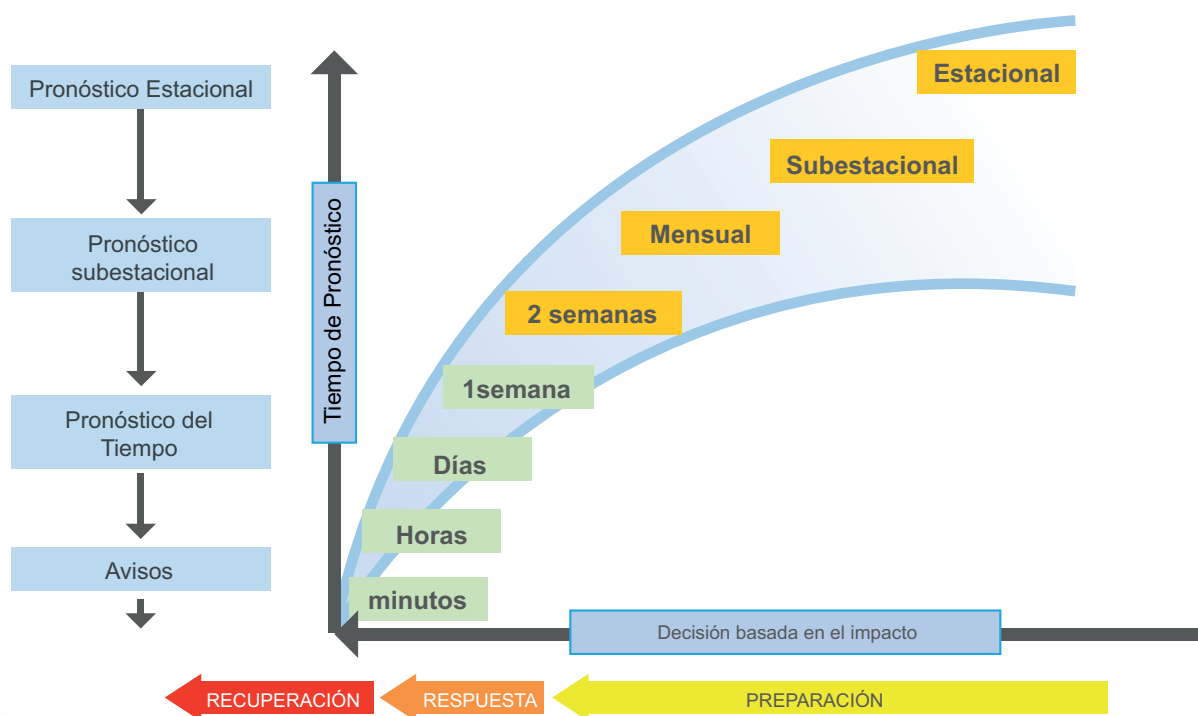 Pronóstico Estacional
Pronóstico
subestacional
Pronóstico del
Tiempo
Avisos
Tiempo de Pronóstico
Estacional
Subestacional
Mensual
2 semanas
1semana
Días
Horas
minutos
Decisión basada en el impacto
RECUPERACIÓN
RESPUESTA
PREPARACIÓN